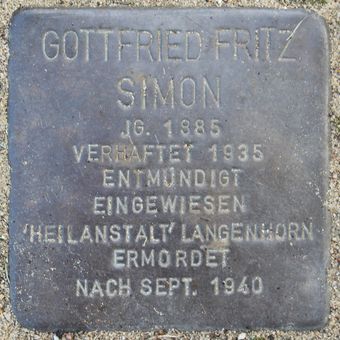 GOTTFRIED FRITZ
SIMON
JG. 1885
VERHAFTET 1935
ENTMÜNDIGT
EINGEWIESEN
'HEILANSTALT' LANGENHORN
ERMORDET
NACH SEPT. 1940